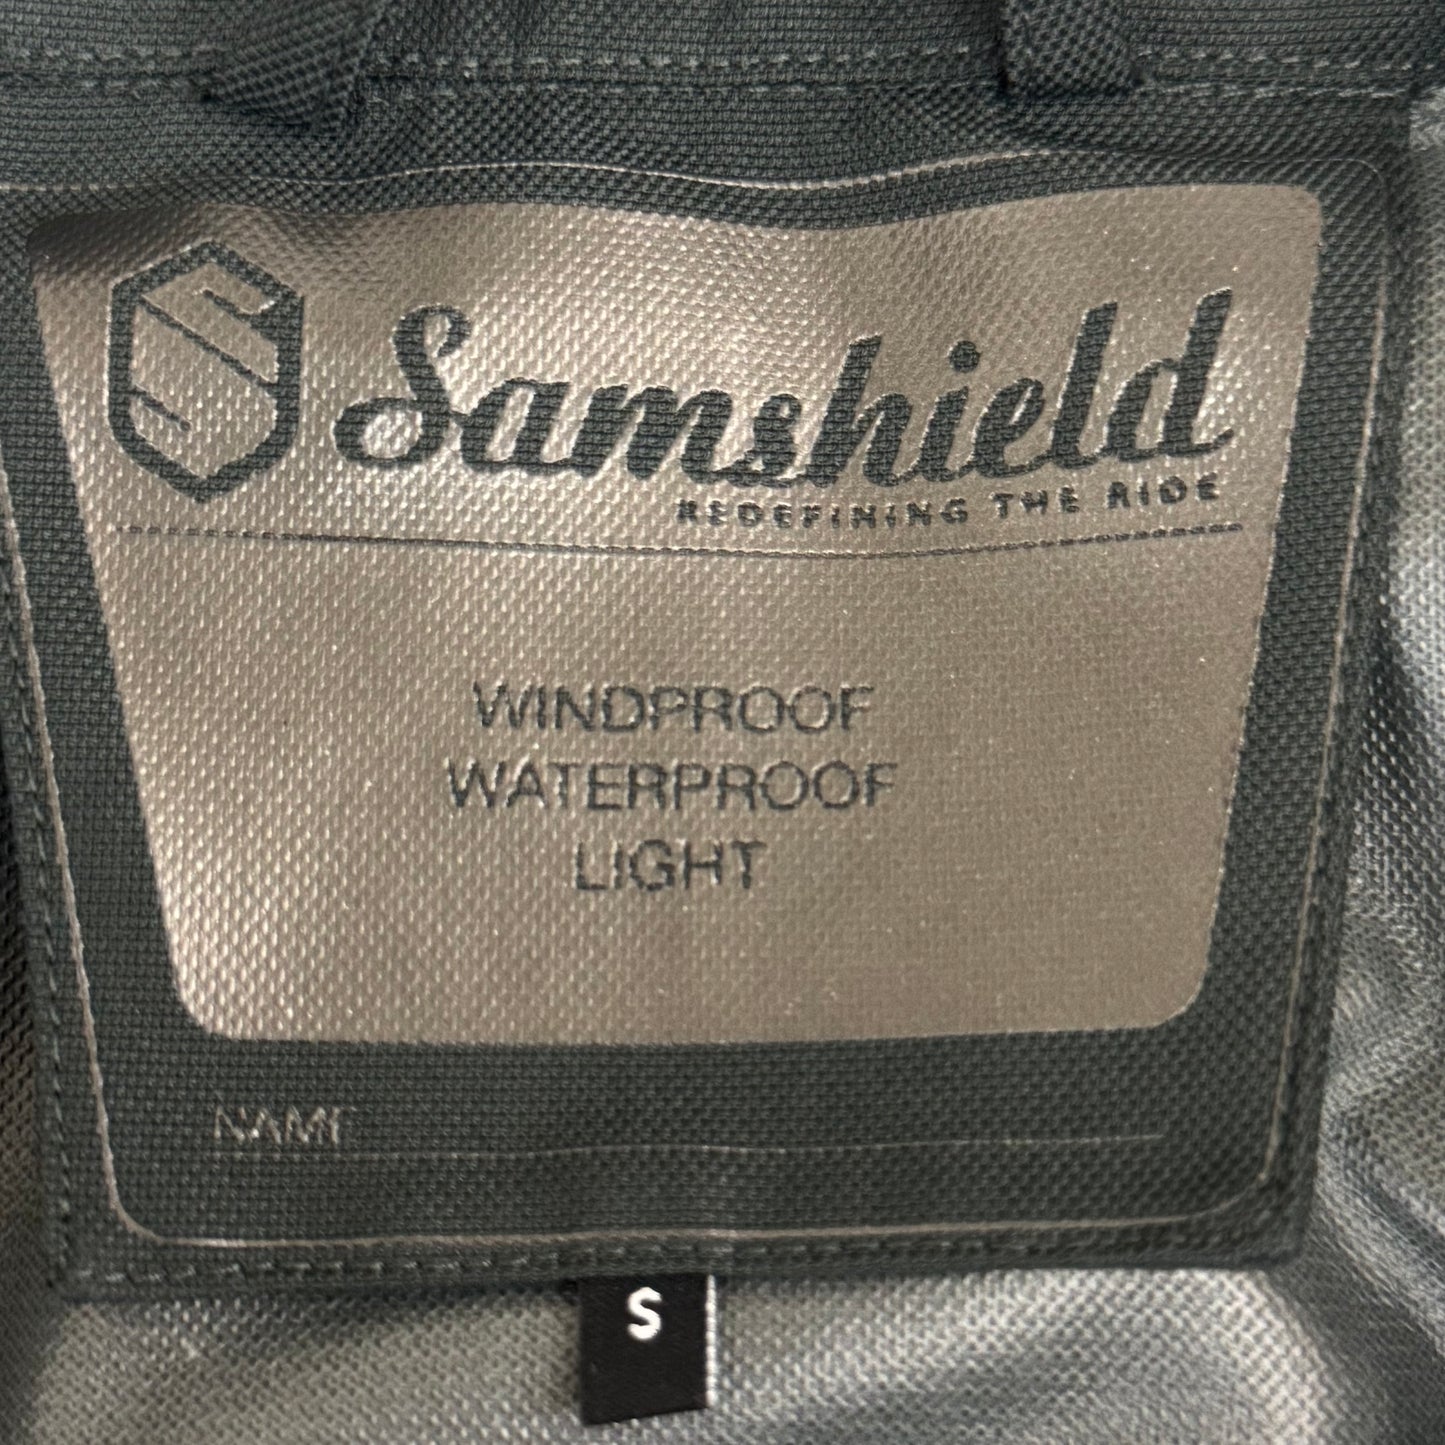 Samshield
REDEFINING THE RIDE
WINDPROOF
WATERPROOF
LIGHT
NAME
S